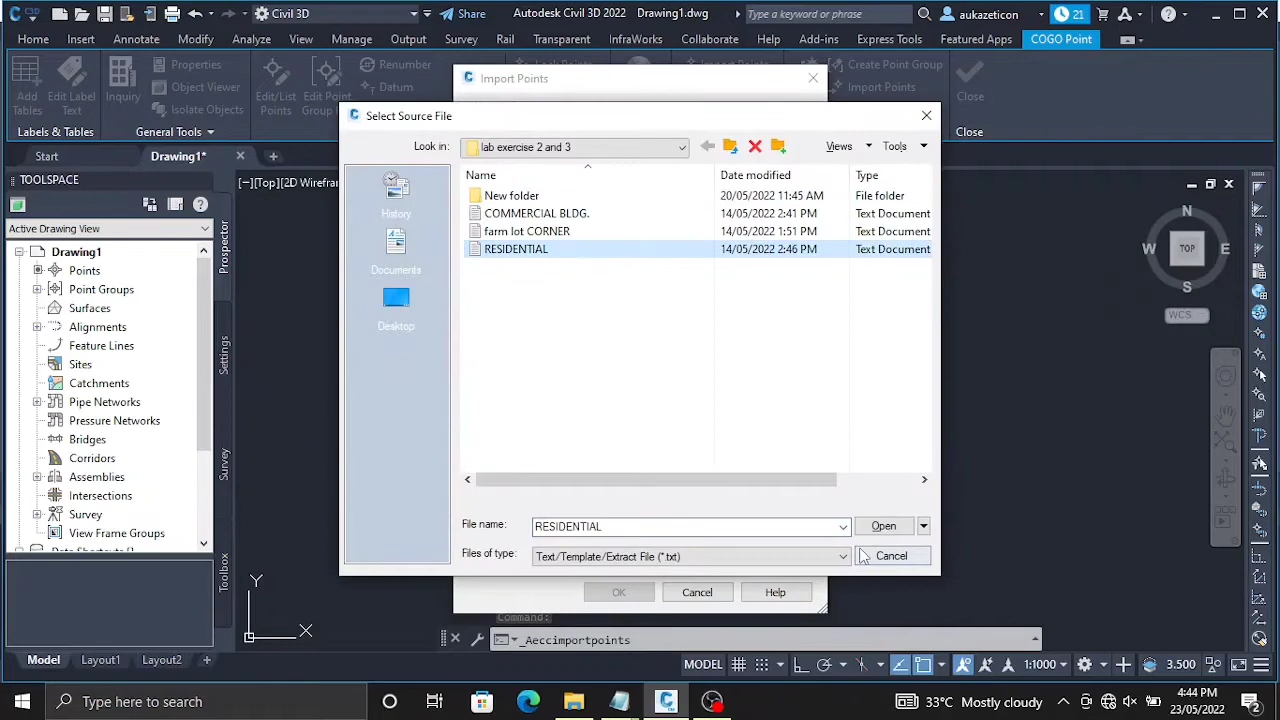 C 3D Civil 3D Share Autodesk Civil 3D 2022 Drawing1.dwg Type a keyword or phrase aukazeticon 21
Home Insert Annotate Modify Analyze View Manage Output Survey Rail Transparent InfraWorks Collaborate Help Add-ins Express Tools Featured Apps COGO Point
Add Tables
Edit Label Text
Labels & Tables
Inquiry
Properties
Object Viewer
Isolate Objects
General Tools
Edit/List Points
Edit Point Group
Renumber
Datum
Create Point Group
Import Points
Close
Close
Start Drawing1* +
Import Points
Select Source File
Look in: lab exercise 2 and 3 Views Tools
Name Date modified Type
New folder 20/05/2022 11:45 AM File folder
COMMERCIAL BLDG. 14/05/2022 2:41 PM Text Document
farm lot CORNER 14/05/2022 1:51 PM Text Document
RESIDENTIAL 14/05/2022 2:46 PM Text Document
History
Documents
Desktop
File name: RESIDENTIAL Open
Files of type: Text/Template/Extract File (*.txt) Cancel
OK Cancel Help
TOOLSPACE
Active Drawing View
Drawing1
Points
Point Groups
Surfaces
Alignments
Feature Lines
Sites
Catchments
Pipe Networks
Pressure Networks
Bridges
Corridors
Assemblies
Intersections
Survey
View Frame Groups
Prospector
Settings
Survey
Toolbox
[−][Top][2D Wirefram
N
W TOP E
S
WCS
Y
X
Command:
_Aeccimportpoints
Model Layout1 Layout2 +
MODEL 1:1000 3.500
Type here to search
33°C Mostly cloudy
4:44 PM
23/05/2022
2